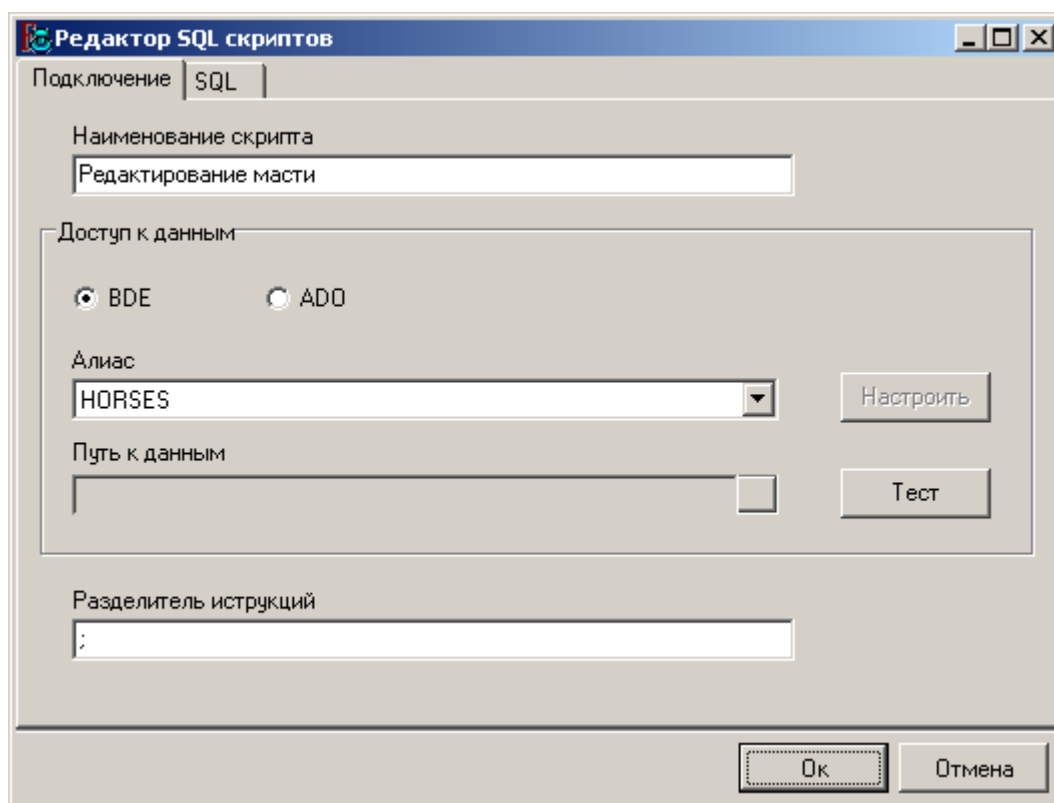 Редактор SQL скриптов
Подключение SQL
Наименование скрипта
Редактирование масти
Доступ к данным
BDE ADO
Алиас
HORSES Настроить
Путь к данным
Тест
Разделитель иструкций
;
Ок Отмена